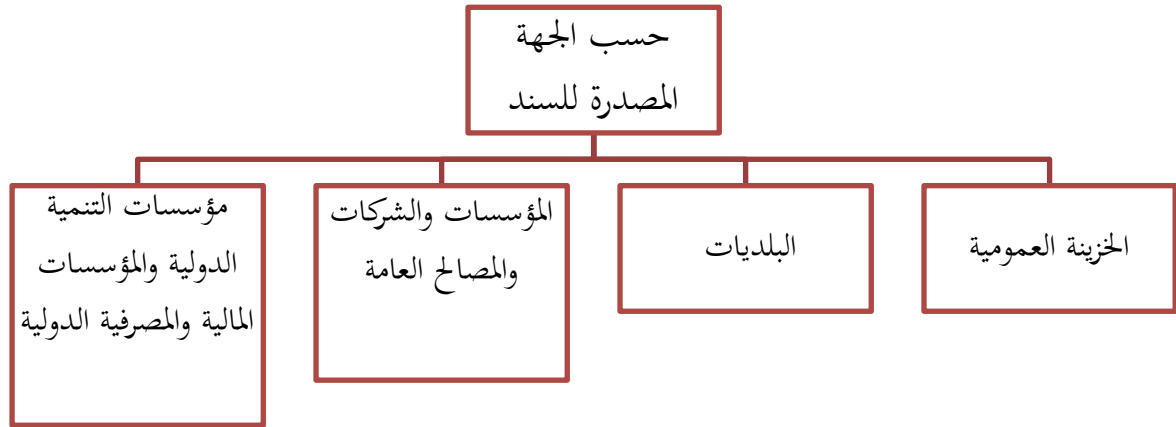 حسب الجهة
المصدرة للسند
الخزينة العمومية
البلديات
المؤسسات والشركات
والمصالح العامة
مؤسسات التنمية
الدولية والمؤسسات
المالية والمصرفية الدولية